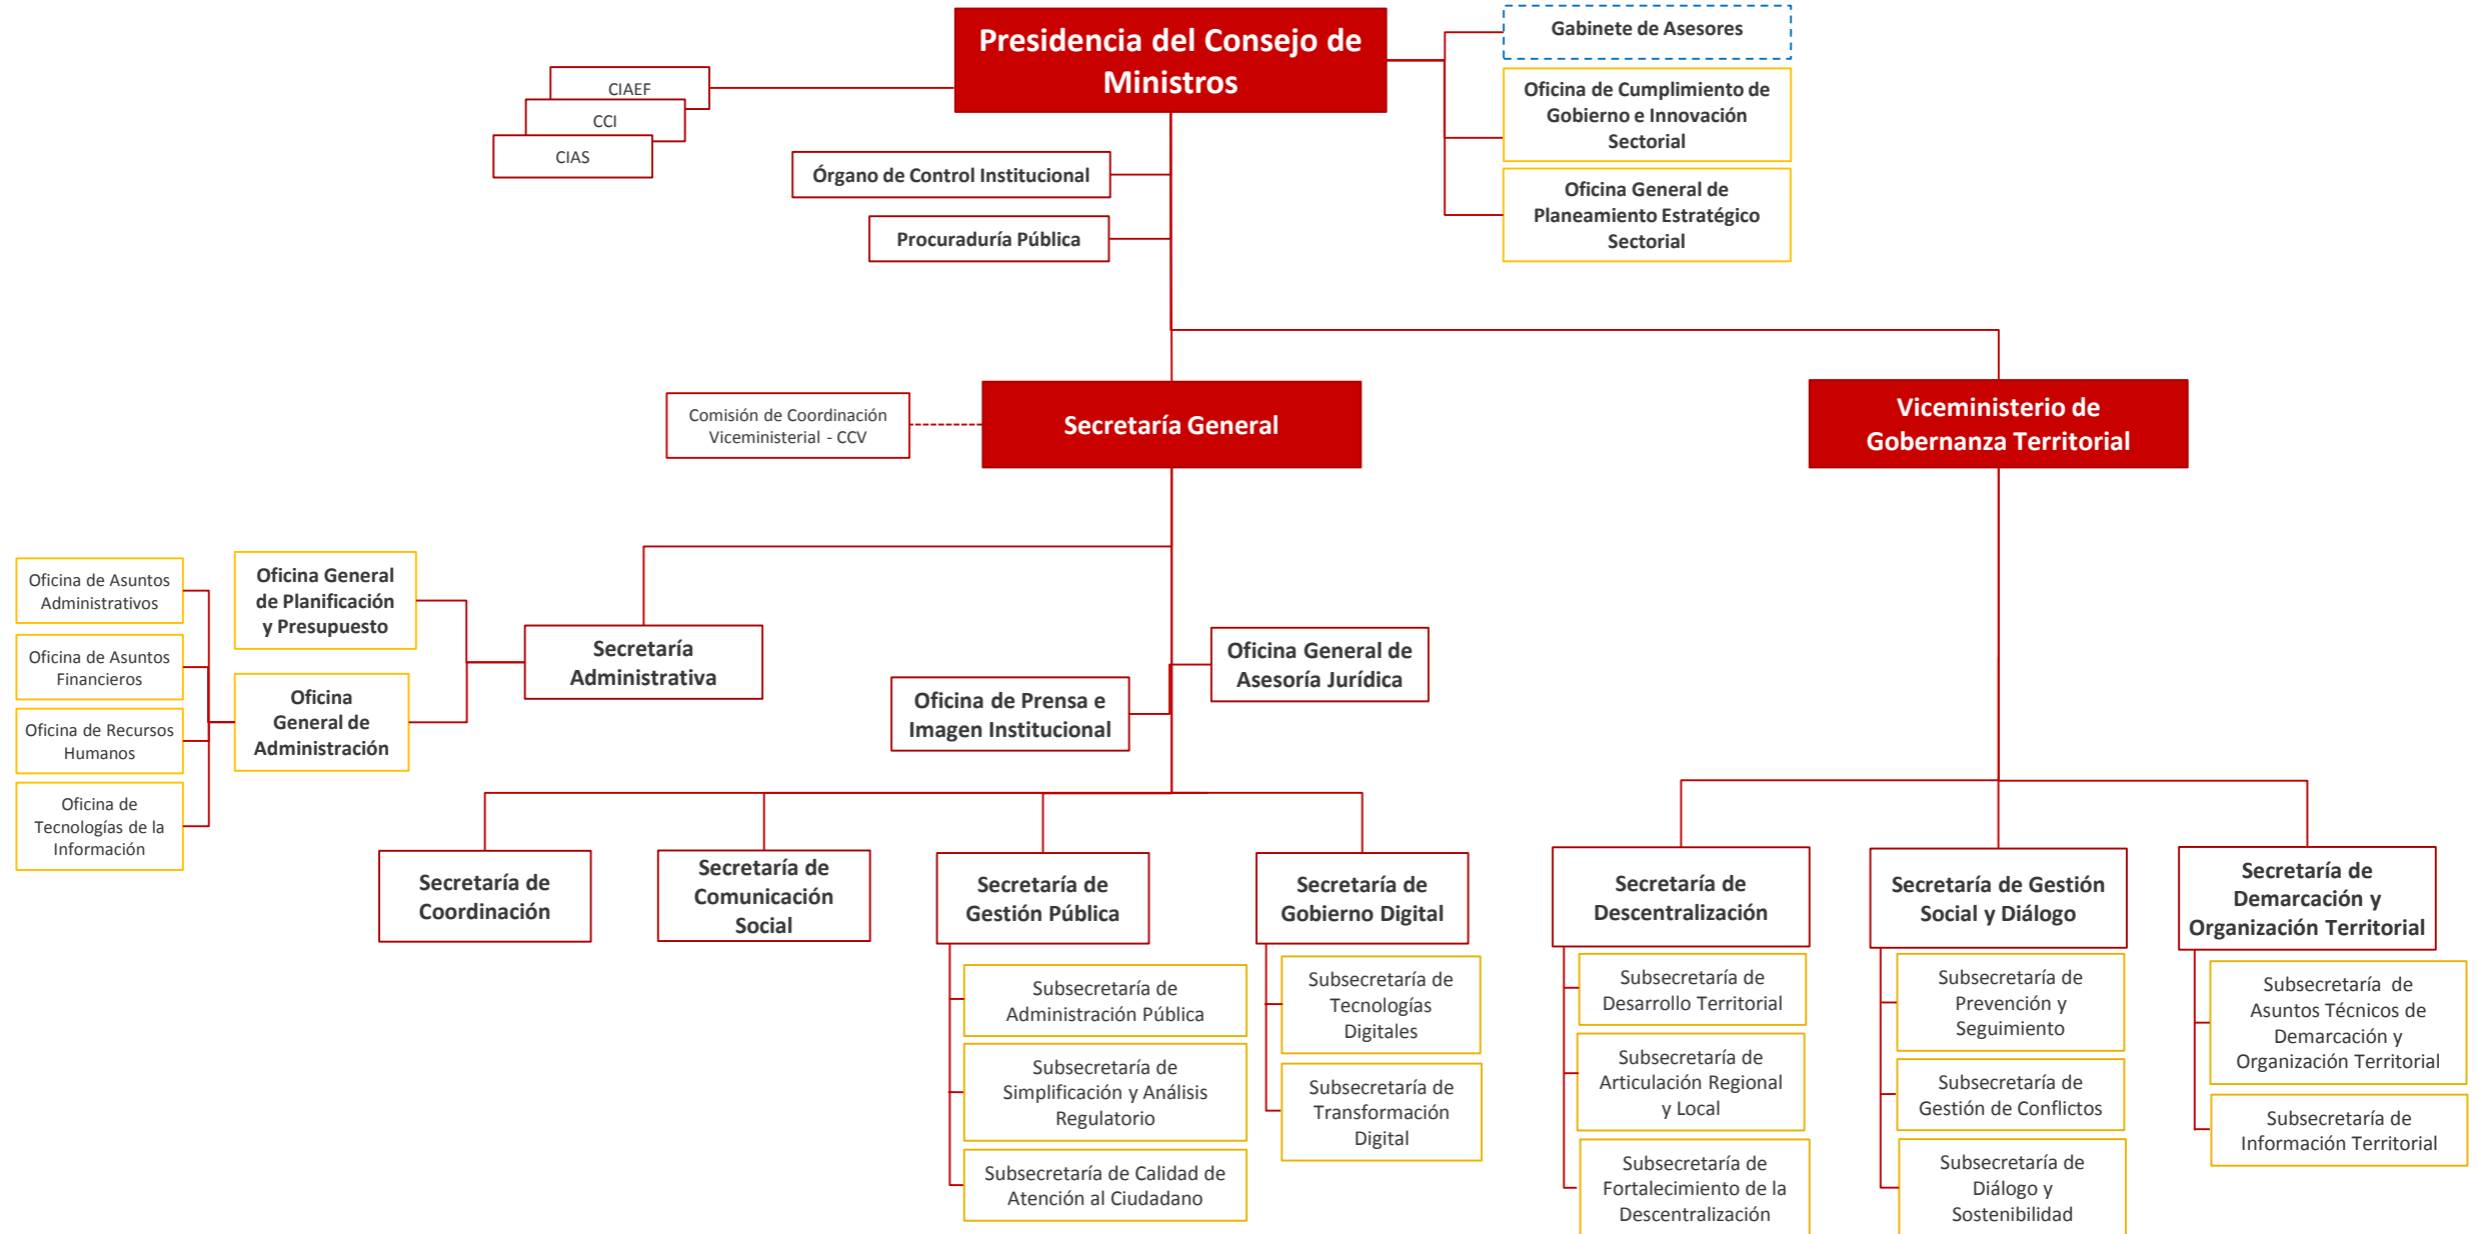 Presidencia del Consejo de
Ministros
Gabinete de Asesores
Oficina de Cumplimiento de
Gobierno e Innovación
Sectorial
Oficina General de
Planeamiento Estratégico
Sectorial
CIAEF
CCI
CIAS
Órgano de Control Institucional
Procuraduría Pública
Comisión de Coordinación
Viceministerial - CCV
Secretaría General
Viceministerio de
Gobernanza Territorial
Oficina de Asuntos
Administrativos
Oficina de Asuntos
Financieros
Oficina de Recursos
Humanos
Oficina de
Tecnologías de la
Información
Oficina General
de Planificación
y Presupuesto
Oficina
General de
Administración
Secretaría
Administrativa
Oficina de Prensa e
Imagen Institucional
Oficina General de
Asesoría Jurídica
Secretaría de
Coordinación
Secretaría de
Comunicación
Social
Secretaría de
Gestión Pública
Subsecretaría de
Administración Pública
Subsecretaría de
Simplificación y Análisis
Regulatorio
Subsecretaría de Calidad de
Atención al Ciudadano
Secretaría de
Gobierno Digital
Subsecretaría de
Tecnologías
Digitales
Subsecretaría de
Transformación
Digital
Secretaría de
Descentralización
Subsecretaría de
Desarrollo Territorial
Subsecretaría de
Articulación Regional
y Local
Subsecretaría de
Fortalecimiento de la
Descentralización
Secretaría de Gestión
Social y Diálogo
Subsecretaría de
Prevención y
Seguimiento
Subsecretaría de
Gestión de Conflictos
Subsecretaría de
Diálogo y
Sostenibilidad
Secretaría de
Demarcación y
Organización Territorial
Subsecretaría de
Asuntos Técnicos de
Demarcación y
Organización Territorial
Subsecretaría de
Información Territorial